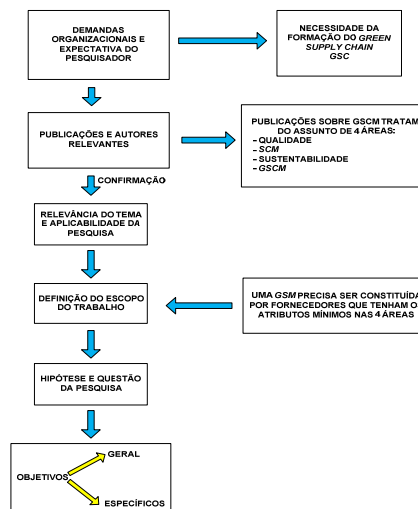 DEMANDAS
ORGANIZACIONAIS E
EXPECTATIVA DO
PESQUISADOR
NECESSIDADE DA
FORMAÇÃO DO GREEN
SUPPLY CHAIN
GSC
PUBLICAÇÕES E AUTORES
RELEVANTES
PUBLICAÇÕES SOBRE GSCM TRATAM
DO ASSUNTO DE 4 ÁREAS:
- QUALIDADE
- SCM
- SUSTENTABILIDADE
- GSCM
CONFIRMAÇÃO
RELEVÂNCIA DO TEMA
E APLICABILIDADE DA
PESQUISA
DEFINIÇÃO DO ESCOPO
DO TRABALHO
UMA GSM PRECISA SER CONSTITUÍDA
POR FORNECEDORES QUE TENHAM O
ATRIBUTOS MÍNIMOS NAS 4 ÁREAS
HIPÓTESE E QUESTÃO
DA PESQUISA
GERAL
OBJETIVOS
ESPECÍFICOS